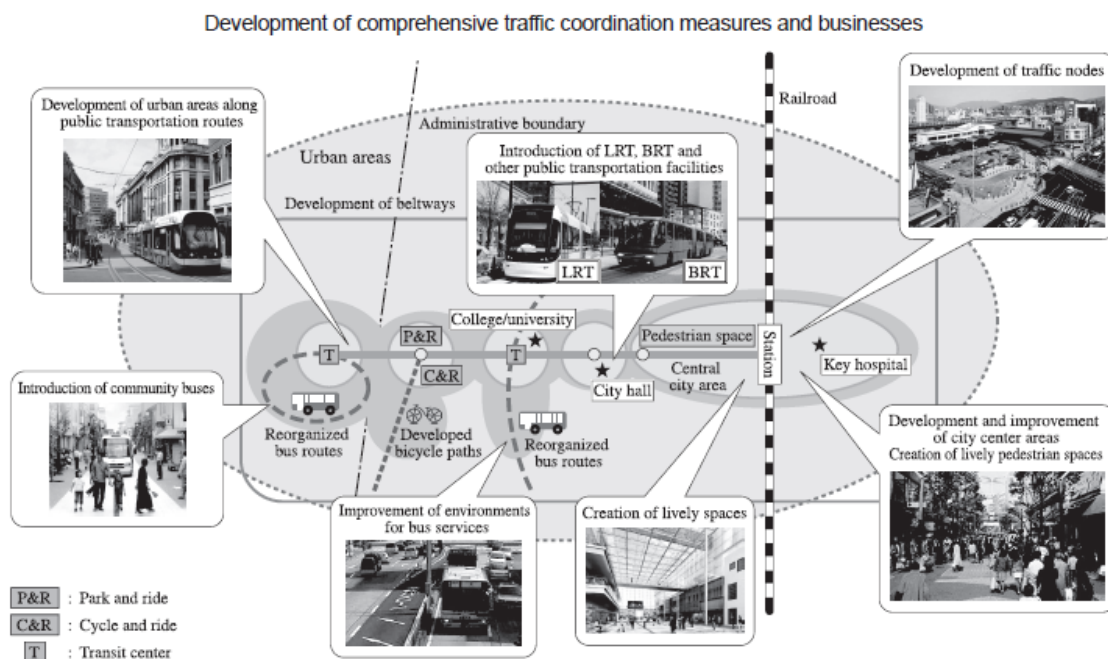 Development of comprehensive traffic coordination measures and businesses
Development of urban areas along
public transportation routes
Administrative boundary
Urban areas
Development of beltways
Introduction of LRT, BRT and
other public transportation facilities
LRT
BRT
Railroad
Development of traffic nodes
T
P&R
C&R
College/university
T
City hall
Pedestrian space
Central
city area
Station
Key hospital
Introduction of community buses
Reorganized
bus routes
Developed
bicycle paths
Reorganized
bus routes
Improvement of environments
for bus services
Creation of lively spaces
Development and improvement
of city center areas
Creation of lively pedestrian spaces
P&R : Park and ride
C&R : Cycle and ride
T : Transit center